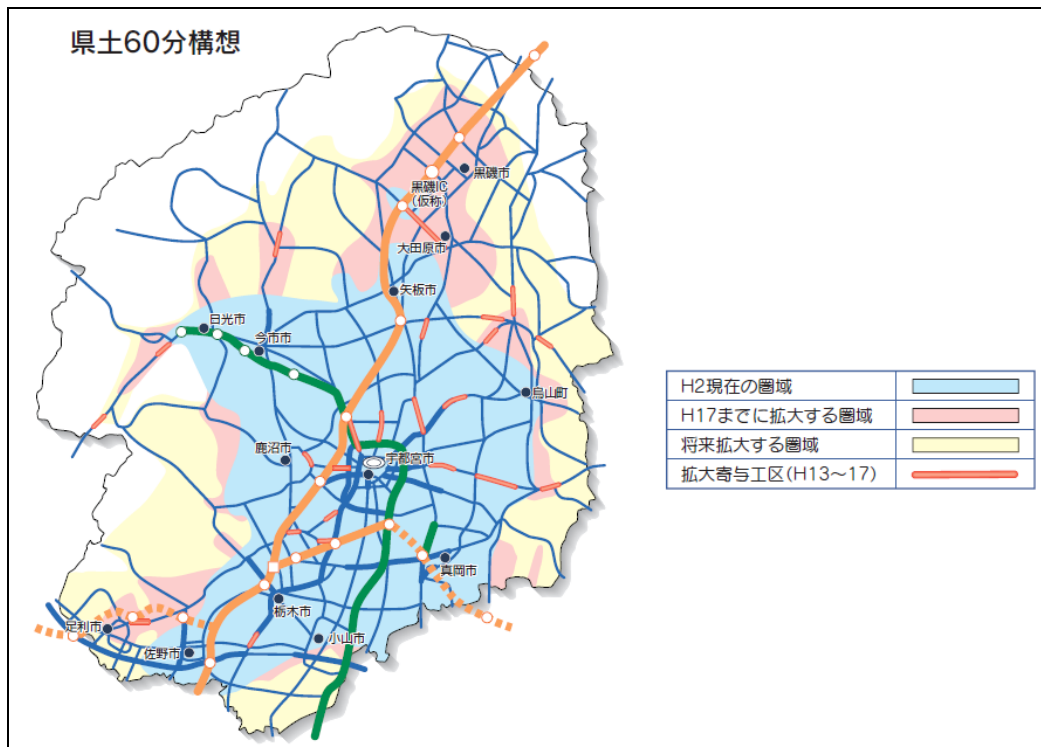 県土60分構想
黒磯市
黒磯IC
(仮称)
大田原市
矢板市
日光市
今市市
烏山町
鹿沼市
宇都宮市
真岡市
栃木市
足利市
小山市
佐野市
H2現在の圏域
H17までに拡大する圏域
将来拡大する圏域
拡大寄与工区(H13～17)